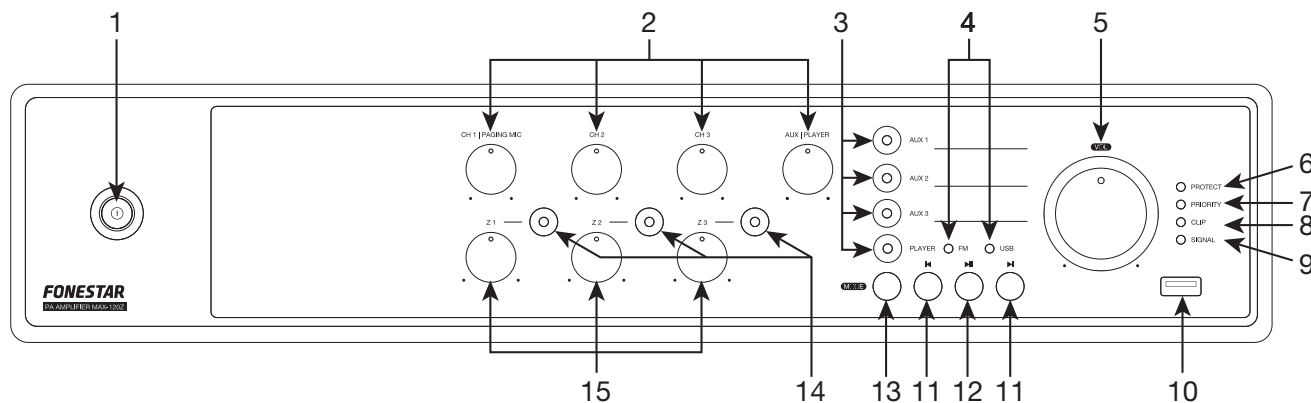 1 2 3 4 5
CH 1 | PAGING MIC CH 2 CH 3 AUX | PLAYER
VOL
AUX 1
AUX 2
AUX 3
PLAYER FM USB
PROTECT 6
PRIORITY 7
CLIP 8
SIGNAL 9
Z 1 Z 2 Z 3
MODE
FONESTAR
PA AMPLIFIER MAX-120Z
15 14 13 11 12 11 10